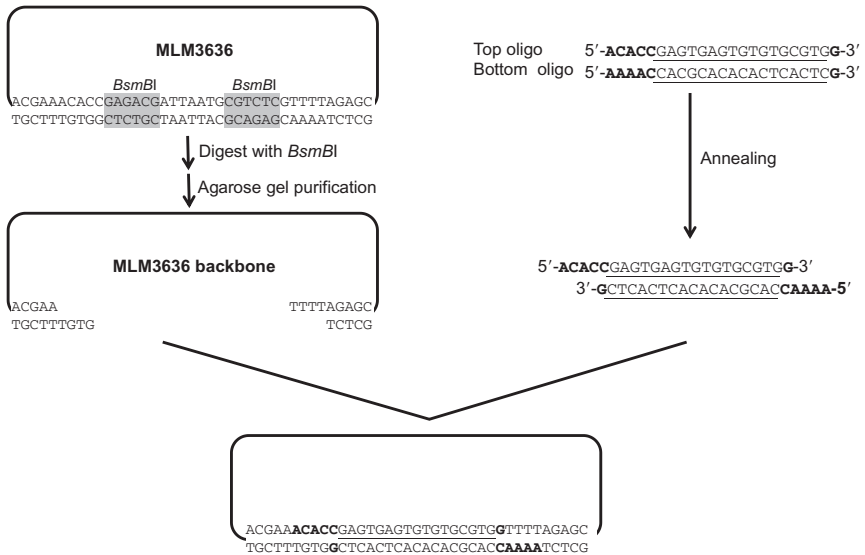 MLM3636
BsmBI BsmBI
ACGAAACACCGAGACGATTAATGCGTCTCGTTTTAGAGC
TGCTTTGTGGCTCTGCTAATTACGCAGAGCAAAATCTCG
Digest with BsmBI
Agarose gel purification
MLM3636 backbone
ACGAA TTTTAGAGC
TGCTTTGTG TCTCG
Top oligo 5′-ACACCGAGTGAGTGTGTGCGTGG-3′
Bottom oligo 5′-AAAACCACGCACACACTCACTCG-3′
Annealing
5′-ACACCGAGTGAGTGTGTGCGTGG-3′
3′-GCTCACTCACACACGCACCAAAA-5′
ACGAAACACCGAGTGAGTGTGTGCGTGGTTTTAGAGC
TGCTTTGTGGCTCACTCACACACGCACCAAAATCTCG